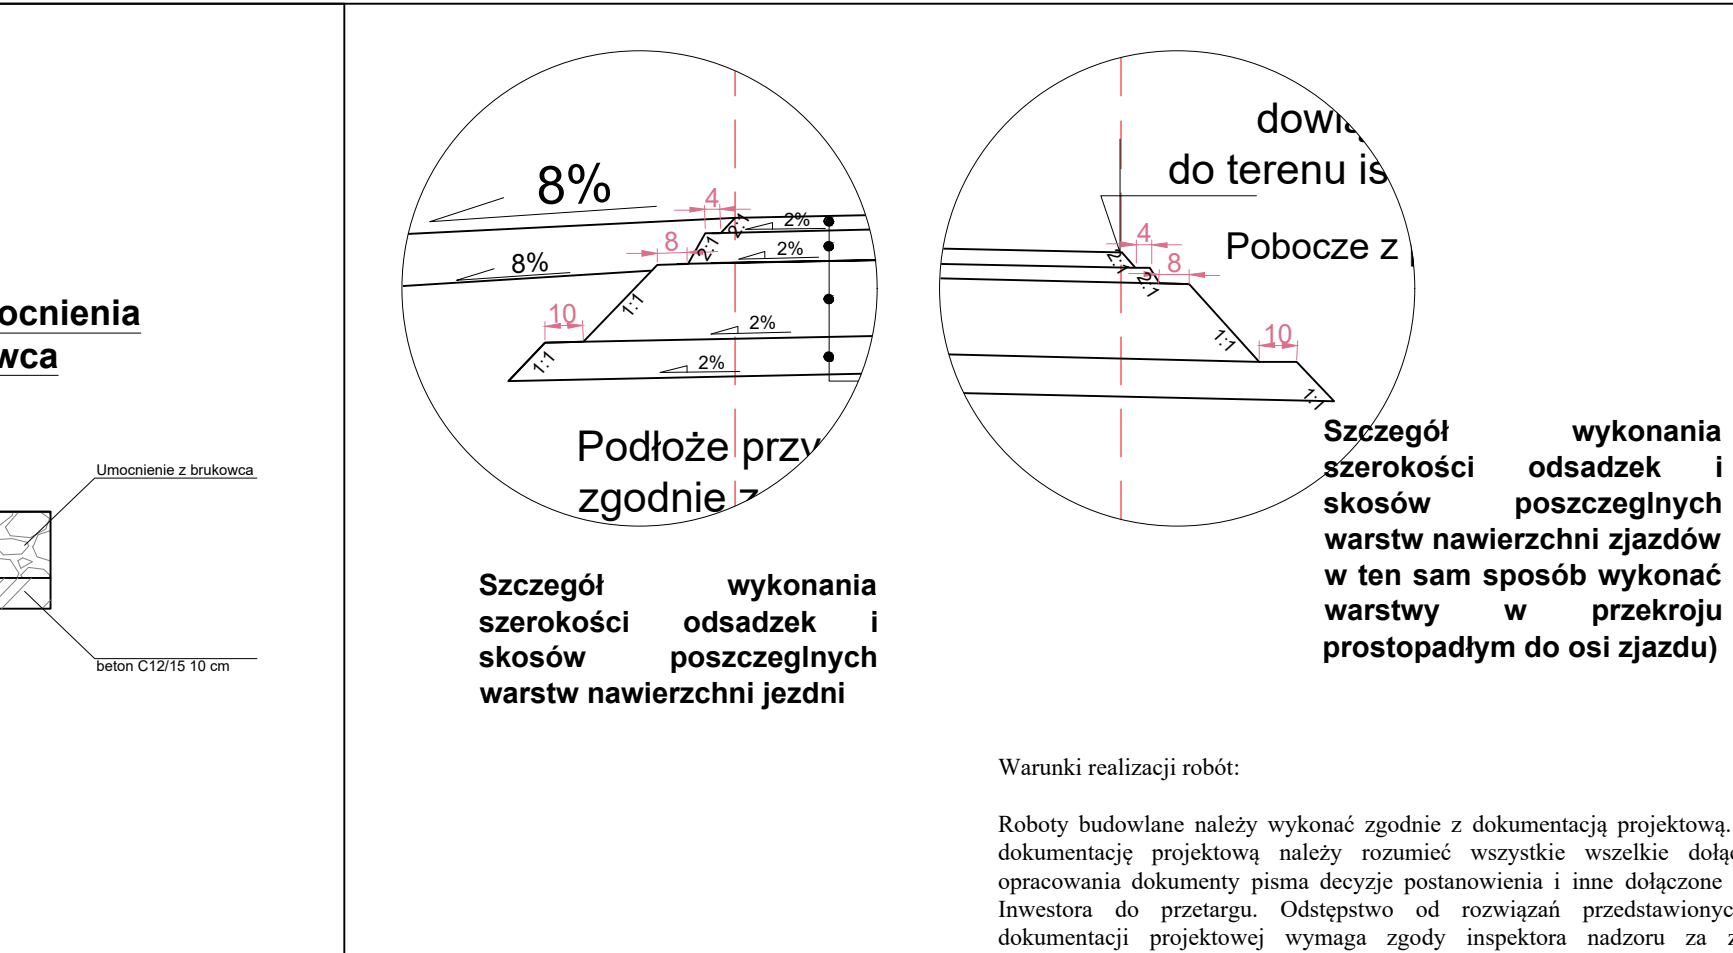 ocnienia
wca
Umocnienie z brukowca
beton C12/15 10 cm
8%
4
2:1
2%
8
2:1
2%
8%
10
1:1
2%
1:1
2%
Podłoże przy
zgodnie z
Szczegół wykonania
szerokości odsadzek i
skosów poszczeglnych
warstw nawierzchni jezdni
do terenu is
4
Pobocze z
2:1
8
2:1
1:1
10
1:1
Szczegół wykonania
szerokości odsadzek i
skosów poszczeglnych
warstw nawierzchni zjazdów
w ten sam sposób wykonać
warstwy w przekroju
prostopadłym do osi zjazdu)
Warunki realizacji robót:
Roboty budowlane należy wykonać zgodnie z dokumentacją projektową.
dokumentację projektową należy rozumieć wszystkie wszelkie dołą
opracowania dokumenty pisma decyzje postanowienia i inne dołączone
Inwestora do przetargu. Odstępstwo od rozwiązań przedstawionyc
dokumentacji projektowej wymaga zgody inspektora nadzoru za z